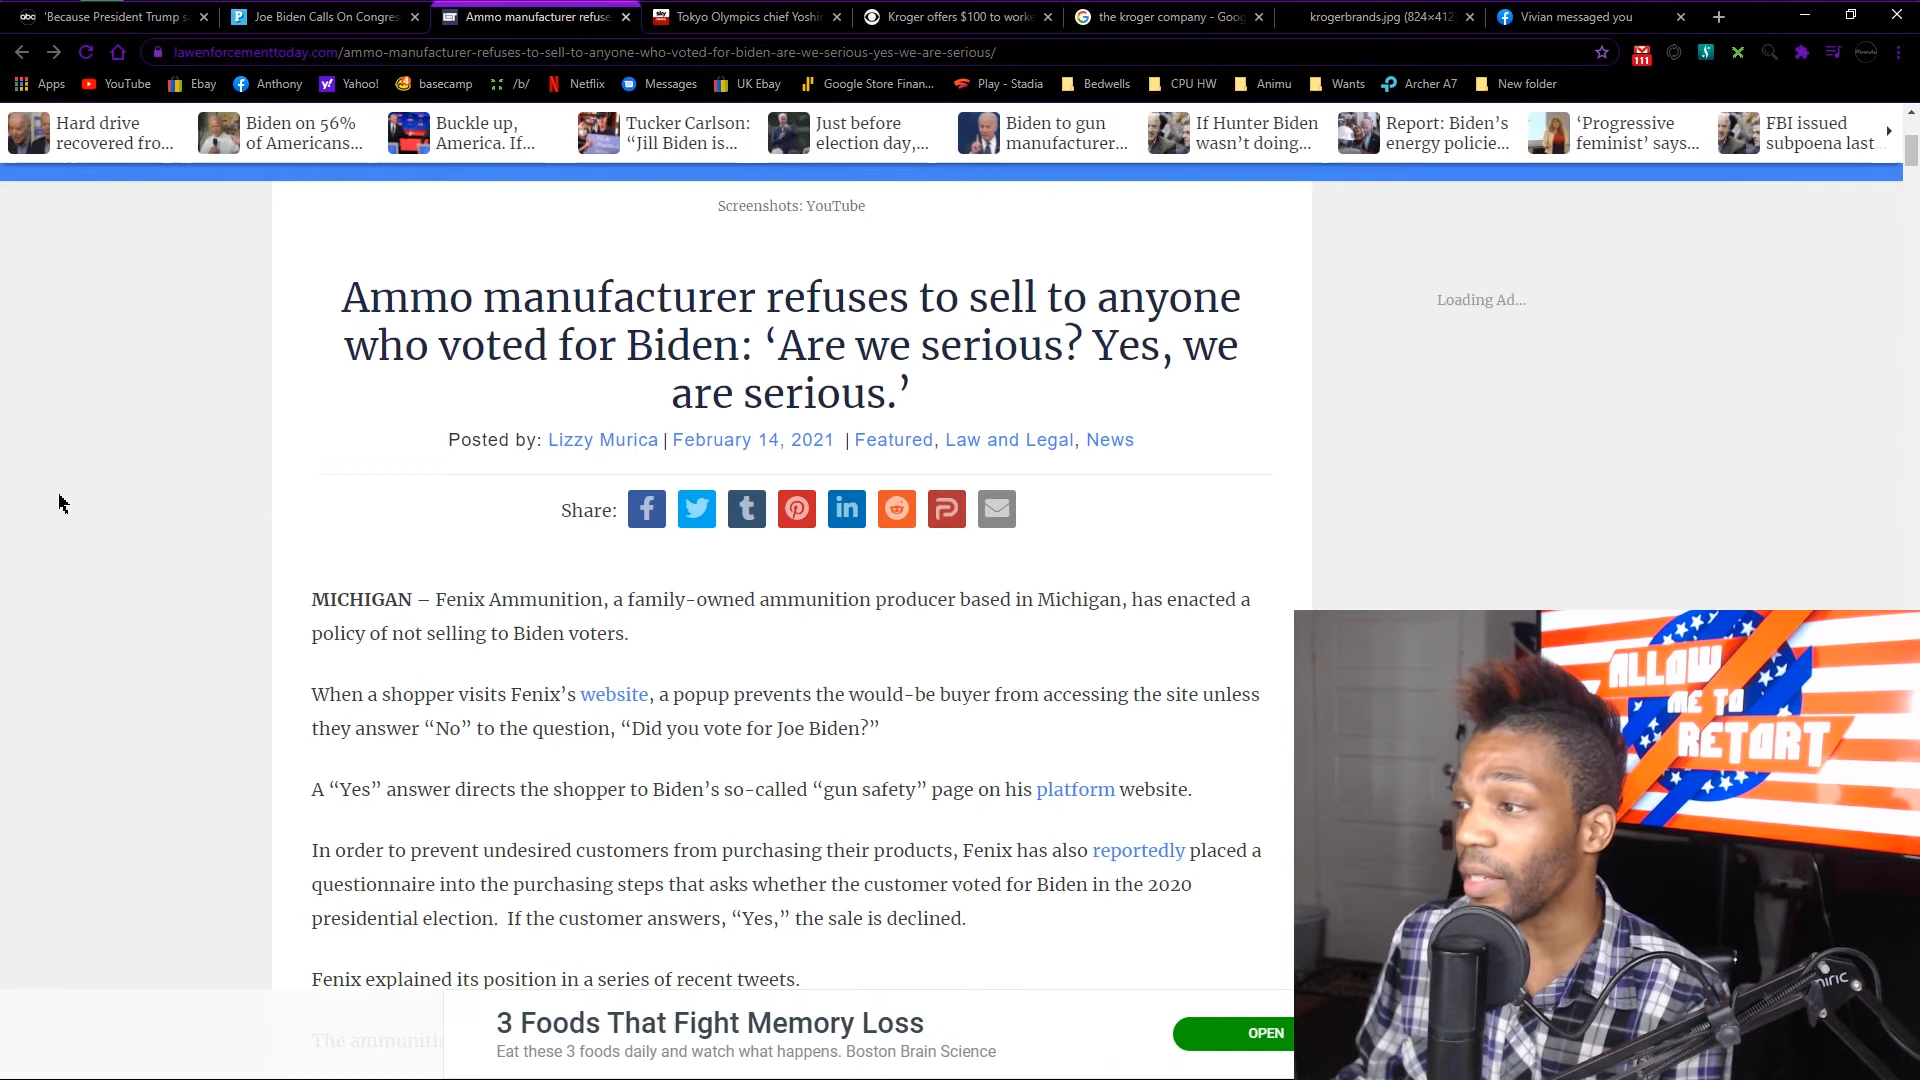 'Because President Trump s
Joe Biden Calls On Congres
Ammo manufacturer refuse
Tokyo Olympics chief Yoshir
Kroger offers $100 to worke
the kroger company - Goo
krogerbrands.jpg (824×412
Vivian messaged you
lawenforcementtoday.com/ammo-manufacturer-refuses-to-sell-to-anyone-who-voted-for-biden-are-we-serious-yes-we-are-serious/
111
Apps YouTube Ebay Anthony Yahoo! basecamp /b/ Netflix Messages UK Ebay Google Store Finan... Play - Stadia Bedwells CPU HW Animu Wants Archer A7 New folder
Hard drive
recovered fro...
Biden on 56%
of Americans...
Buckle up,
America. If...
Tucker Carlson:
“Jill Biden is...
Just before
election day,...
Biden to gun
manufacturer...
If Hunter Biden
wasn’t doing...
Report: Biden’s
energy policie...
‘Progressive
feminist’ says...
FBI issued
subpoena last...
Screenshots: YouTube
Ammo manufacturer refuses to sell to anyone
who voted for Biden: ‘Are we serious? Yes, we
are serious.’
Posted by: Lizzy Murica | February 14, 2021 | Featured, Law and Legal, News
Loading Ad...
Share:
MICHIGAN – Fenix Ammunition, a family-owned ammunition producer based in Michigan, has enacted a
policy of not selling to Biden voters.
When a shopper visits Fenix’s website, a popup prevents the would-be buyer from accessing the site unless
they answer “No” to the question, “Did you vote for Joe Biden?”
A “Yes” answer directs the shopper to Biden’s so-called “gun safety” page on his platform website.
In order to prevent undesired customers from purchasing their products, Fenix has also reportedly placed a
questionnaire into the purchasing steps that asks whether the customer voted for Biden in the 2020
presidential election. If the customer answers, “Yes,” the sale is declined.
Fenix explained its position in a series of recent tweets.
The ammunitio
3 Foods That Fight Memory Loss
Eat these 3 foods daily and watch what happens. Boston Brain Science
OPEN
ALLOW
ME TO
RETORT